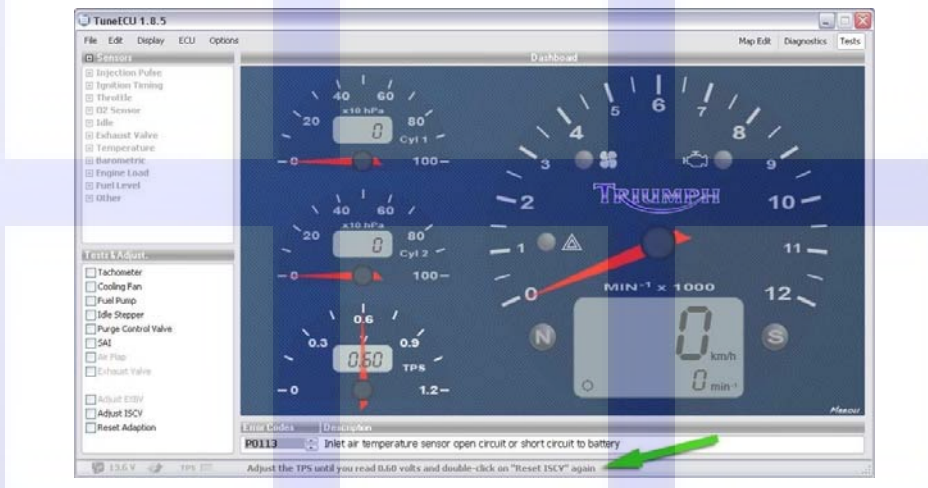 TuneECU 1.8.5
File Edit Display ECU Options
Map Edit Diagnostics Tests
Sensors
Dashboard
Injection Pulse
Ignition Timing
Throttle
O2 Sensor
Idle
Exhaust Valve
Temperature
Barometric
Engine Load
Fuel Level
Other
0 20 40 60 80 100
x10 hPa
0
Cyl 1
0 20 40 60 80 100
x10 hPa
0
Cyl 2
0 0.3 0.6 0.9 1.2
V
0.60
TPS
0 1 2 3 4 5 6 7 8 9 10 11 12
TRIUMPH
MIN⁻¹ x 1000
N
S
0 km/h
0 min⁻¹
Tests & Adjust.
Tachometer
Cooling Fan
Fuel Pump
Idle Stepper
Purge Control Valve
SAI
Air Flap
Exhaust Valve
Adjust ISCV
Reset Adaption
Error Codes Description
P0113 Inlet air temperature sensor open circuit or short circuit to battery
13.6 V TPS Adjust the TPS until you read 0.60 volts and double-click on "Reset ISCV" again